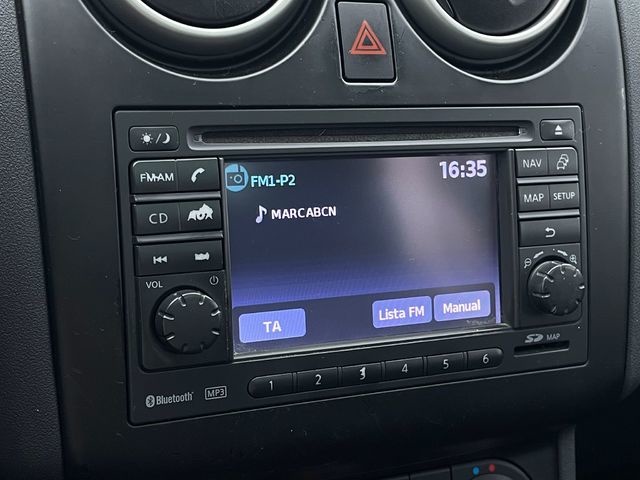 FM1-P2
16:35
MARCABCN
TA
Lista FM
Manual
FM·AM
CD
VOL
NAV
MAP
SETUP
SD MAP
Bluetooth
MP3
1
2
3
4
5
6